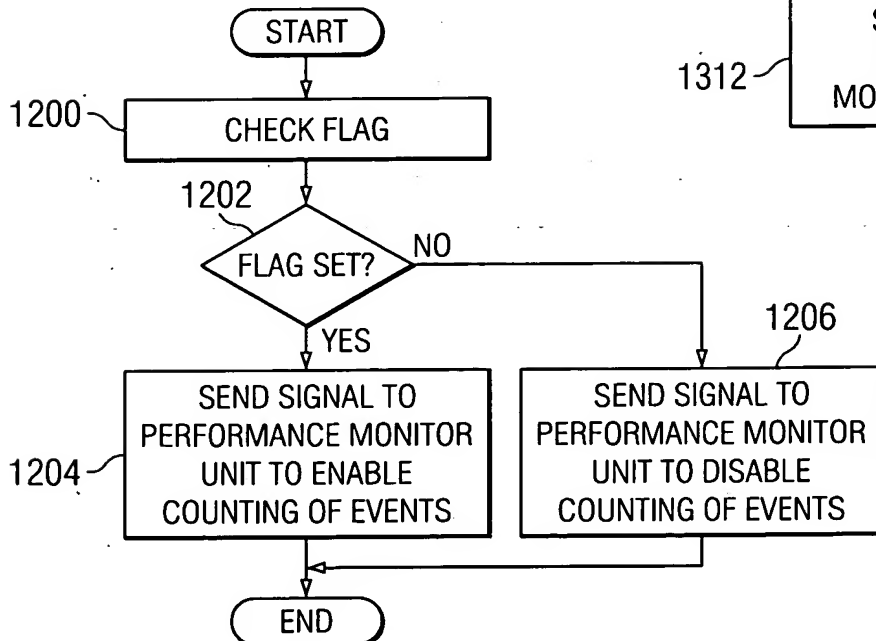 START
1200
CHECK FLAG
1202
FLAG SET?
NO
YES
1204
SEND SIGNAL TO
PERFORMANCE MONITOR
UNIT TO ENABLE
COUNTING OF EVENTS
1206
SEND SIGNAL TO
PERFORMANCE MONITOR
UNIT TO DISABLE
COUNTING OF EVENTS
END
1312
S
MO